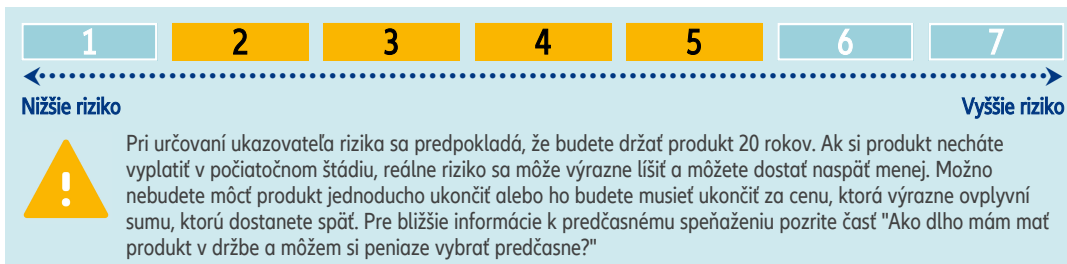 1 2 3 4 5 6 7
Nižšie riziko Vyššie riziko
Pri určovaní ukazovateľa rizika sa predpokladá, že budete držať produkt 20 rokov. Ak si produkt necháte
vyplatiť v počiatočnom štádiu, reálne riziko sa môže výrazne líšiť a môžete dostať naspäť menej. Možno
nebudete môcť produkt jednoducho ukončiť alebo ho budete musieť ukončiť za cenu, ktorá výrazne ovplyvní
sumu, ktorú dostanete späť. Pre bližšie informácie k predčasnému speňaženiu pozrite časť "Ako dlho mám mať
produkt v držbe a môžem si peniaze vybrať predčasne?"